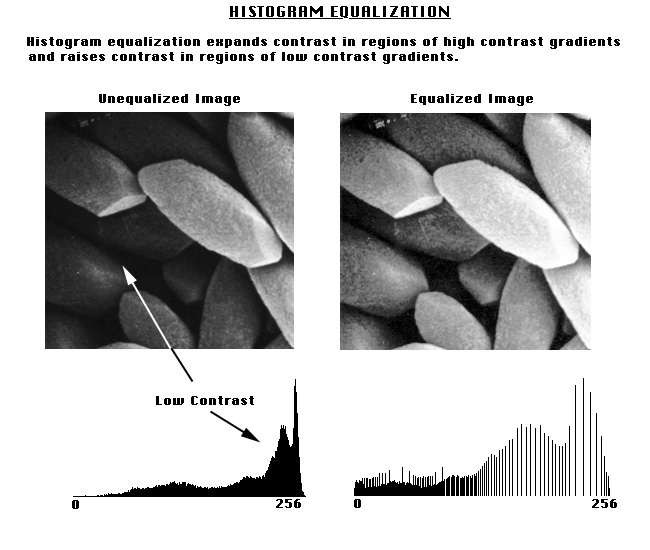 HISTOGRAM EQUALIZATION
Histogram equalization expands contrast in regions of high contrast gradients
and raises contrast in regions of low contrast gradients.
Unequalized Image
Equalized Image
Low Contrast
0
256
0
256